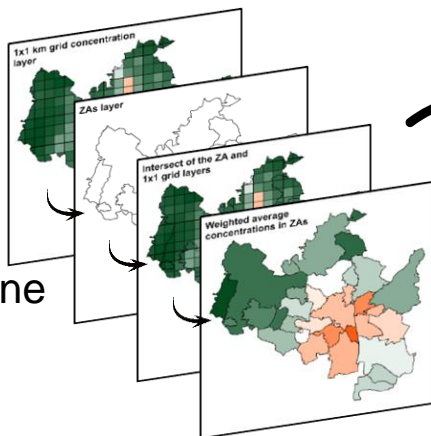 1x1 km grid concentration
layer
ZAs layer
Intersect of the ZA and
1x1 grid layers
ne
Weighted average
concentrations in ZAs